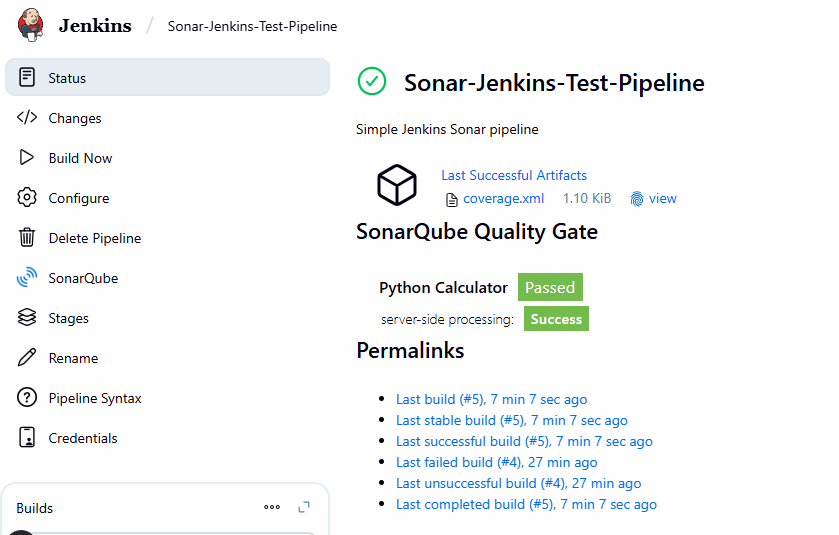 Jenkins / Sonar-Jenkins-Test-Pipeline
Status
Changes
Build Now
Configure
Delete Pipeline
SonarQube
Stages
Rename
Pipeline Syntax
Credentials
Builds
Sonar-Jenkins-Test-Pipeline
Simple Jenkins Sonar pipeline
Last Successful Artifacts
coverage.xml 1.10 KiB view
SonarQube Quality Gate
Python Calculator Passed
server-side processing: Success
Permalinks
Last build (#5), 7 min 7 sec ago
Last stable build (#5), 7 min 7 sec ago
Last successful build (#5), 7 min 7 sec ago
Last failed build (#4), 27 min ago
Last unsuccessful build (#4), 27 min ago
Last completed build (#5), 7 min 7 sec ago